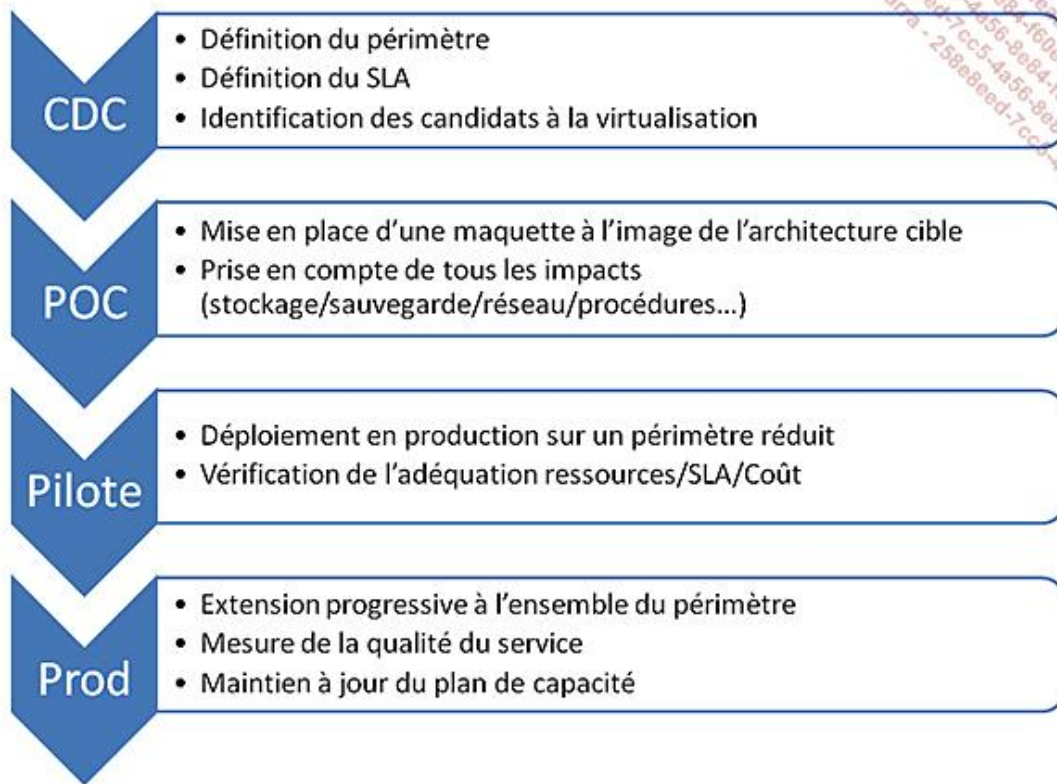 CDC
• Définition du périmètre
• Définition du SLA
• Identification des candidats à la virtualisation
POC
• Mise en place d'une maquette à l'image de l'architecture cible
• Prise en compte de tous les impacts
(stockage/sauvegarde/réseau/procédures...)
Pilote
• Déploiement en production sur un périmètre réduit
• Vérification de l'adéquation ressources/SLA/Coût
Prod
• Extension progressive à l'ensemble du périmètre
• Mesure de la qualité du service
• Maintien à jour du plan de capacité